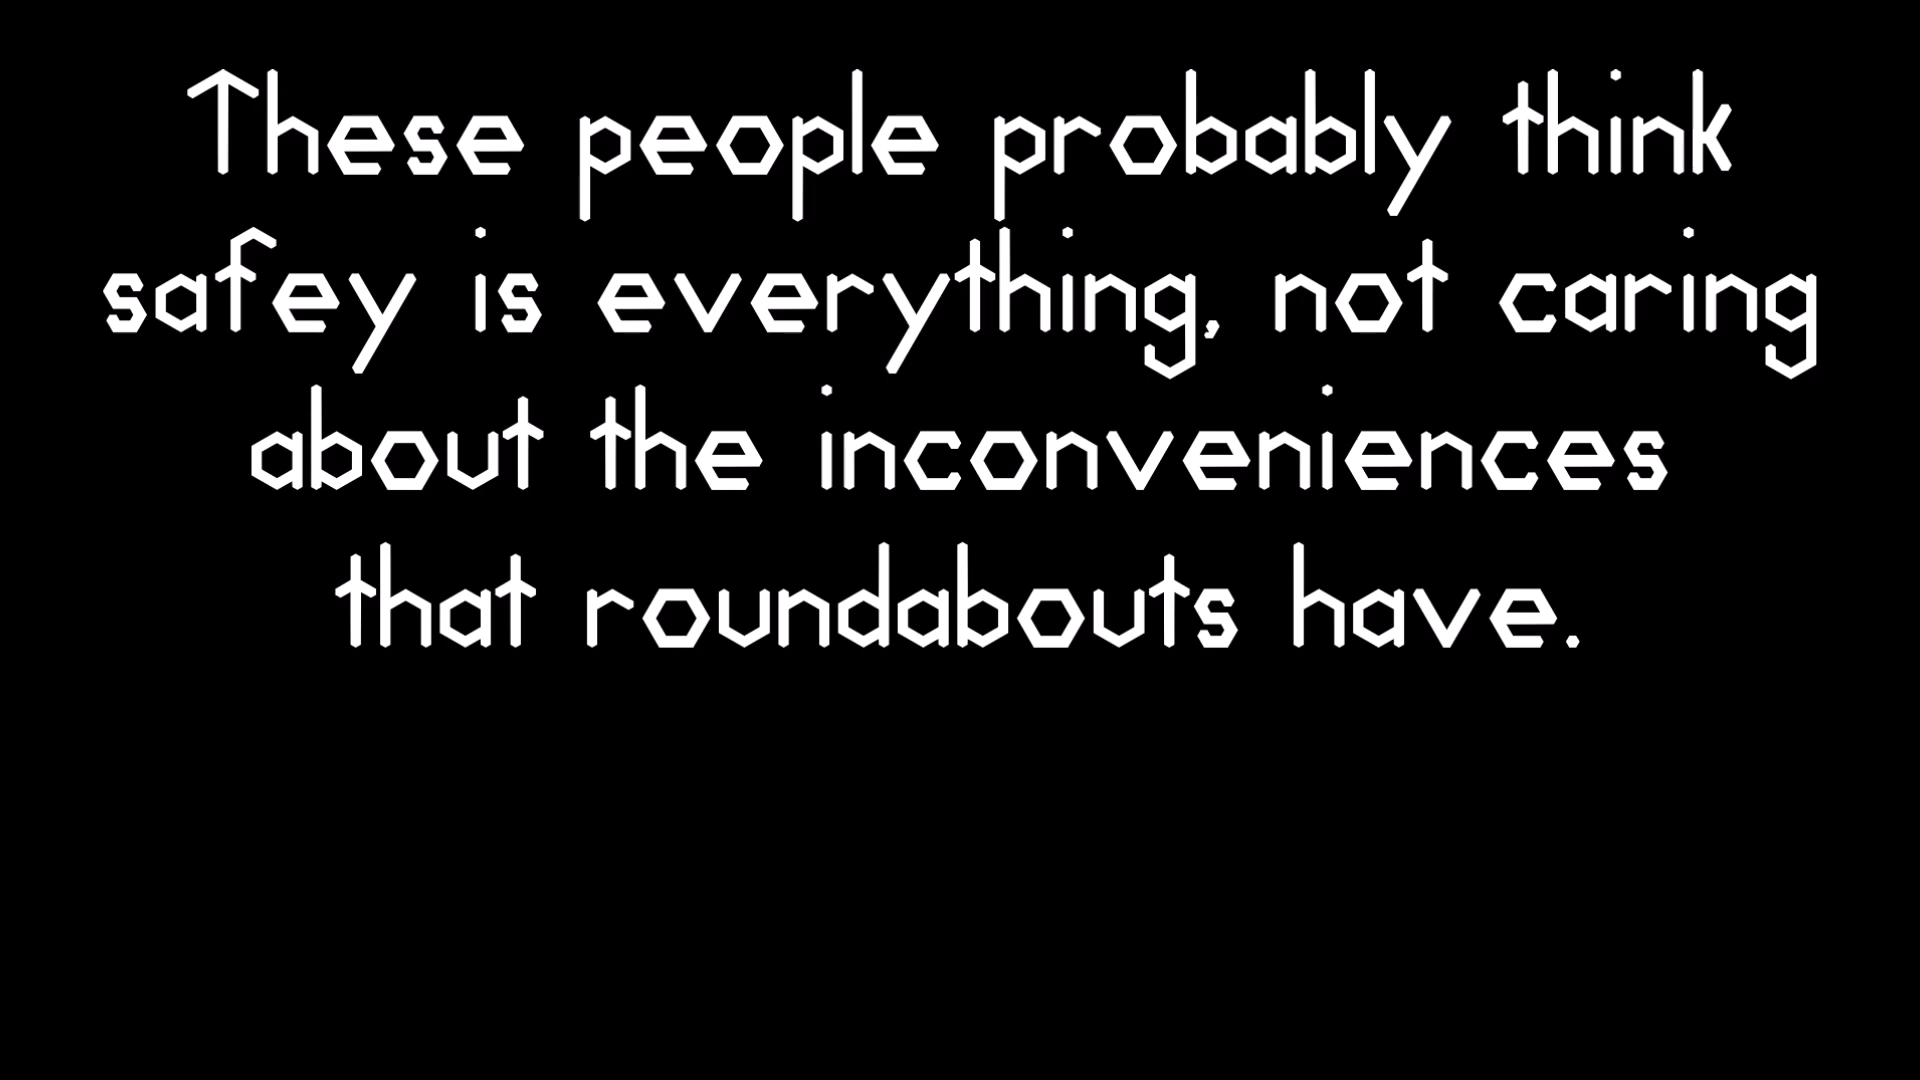 These people probably think
safey is everything, not caring
about the inconveniences
that roundabouts have.